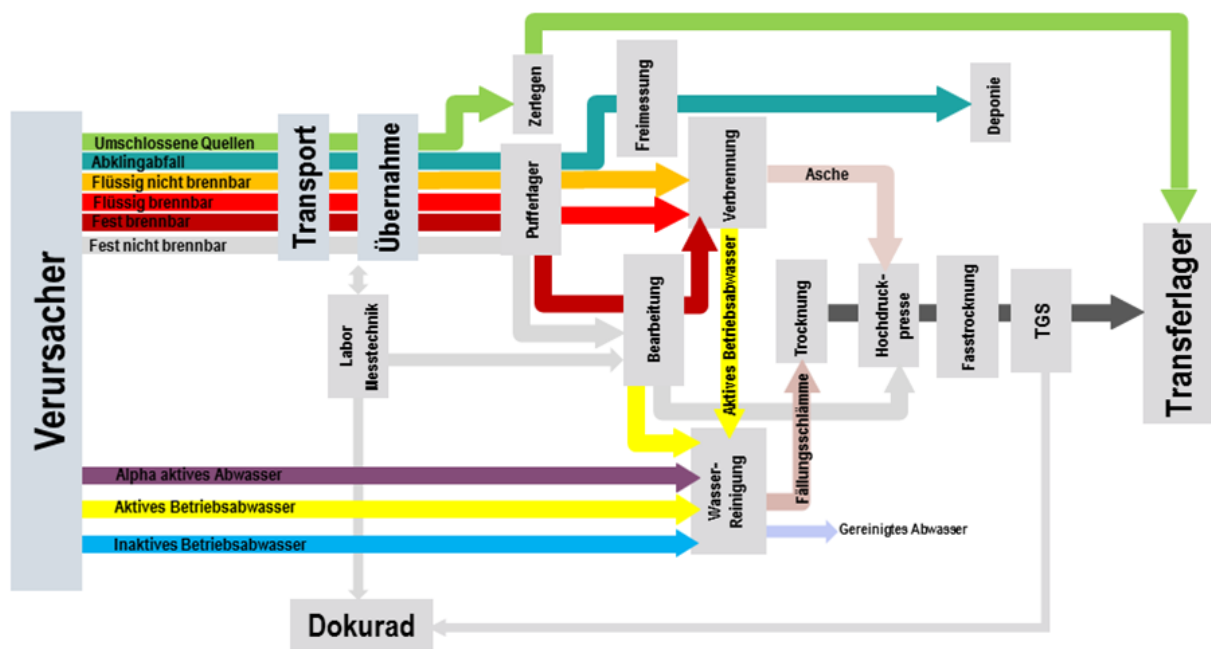 Verursacher
Umschlossene Quellen
Abklingabfall
Flüssig nicht brennbar
Flüssig brennbar
Fest brennbar
Fest nicht brennbar
Transport
Übernahme
Labor
Messtechnik
Zerlegen
Pufferlager
Freimessung
Bearbeitung
Verbrennung
Asche
Aktives Betriebsabwasser
Deponie
Trocknung
Hochdruck-
presse
Fasstrocknung
TGS
Transferlager
Alpha aktives Abwasser
Aktives Betriebsabwasser
Inaktives Betriebsabwasser
Wasser-
Reinigung
Fällungsschlämme
Gereinigtes Abwasser
Dokurad